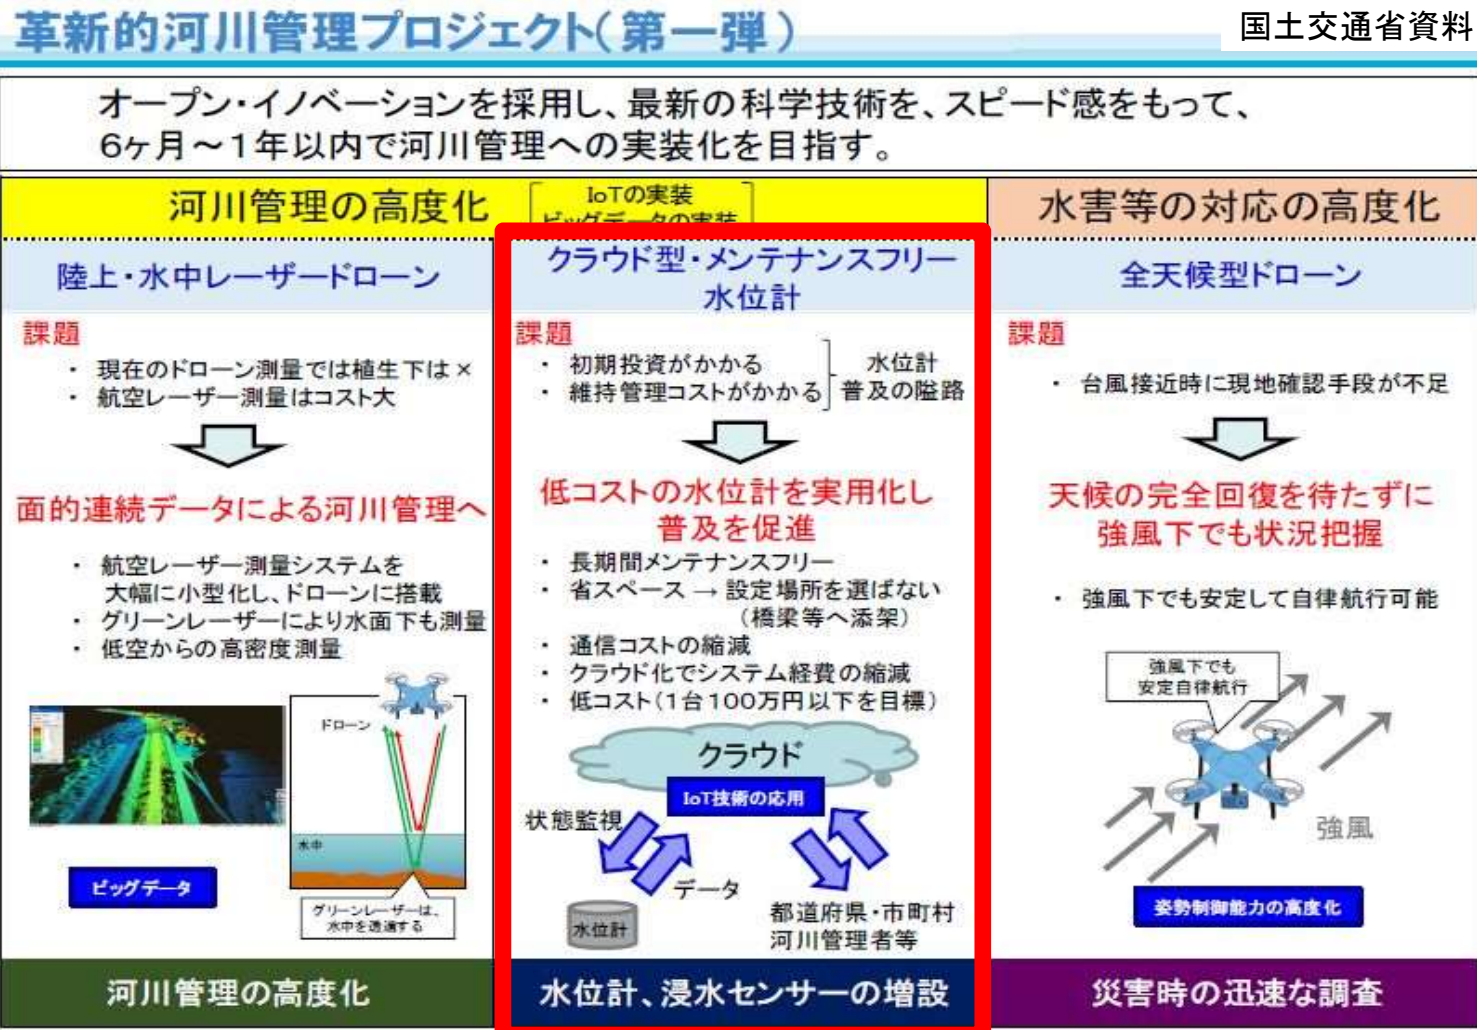 革新的河川管理プロジェクト(第一弾)
国土交通省資料
オープン・イノベーションを採用し、最新の科学技術を、スピード感をもって、
6ヶ月～1年以内で河川管理への実装化を目指す。
河川管理の高度化
IoTの実装
ビッグデータの実装
水害等の対応の高度化
陸上・水中レーザードローン
課題
・ 現在のドローン測量では植生下は×
・ 航空レーザー測量はコスト大
面的連続データによる河川管理へ
・ 航空レーザー測量システムを
大幅に小型化し、ドローンに搭載
・ グリーンレーザーにより水面下も測量
・ 低空からの高密度測量
ドローン
水中
ビッグデータ
グリーンレーザーは、
水中を透過する
河川管理の高度化
クラウド型・メンテナンスフリー
水位計
課題
・ 初期投資がかかる
・ 維持管理コストがかかる
水位計
普及の隘路
低コストの水位計を実用化し
普及を促進
・ 長期間メンテナンスフリー
・ 省スペース → 設定場所を選ばない
(橋梁等へ添架)
・ 通信コストの縮減
・ クラウド化でシステム経費の縮減
・ 低コスト(1台100万円以下を目標)
クラウド
IoT技術の応用
状態監視
データ
水位計
都道府県・市町村
河川管理者等
水位計、浸水センサーの増設
全天候型ドローン
課題
・ 台風接近時に現地確認手段が不足
天候の完全回復を待たずに
強風下でも状況把握
・ 強風下でも安定して自律航行可能
強風下でも
安定自律航行
強風
姿勢制御能力の高度化
災害時の迅速な調査